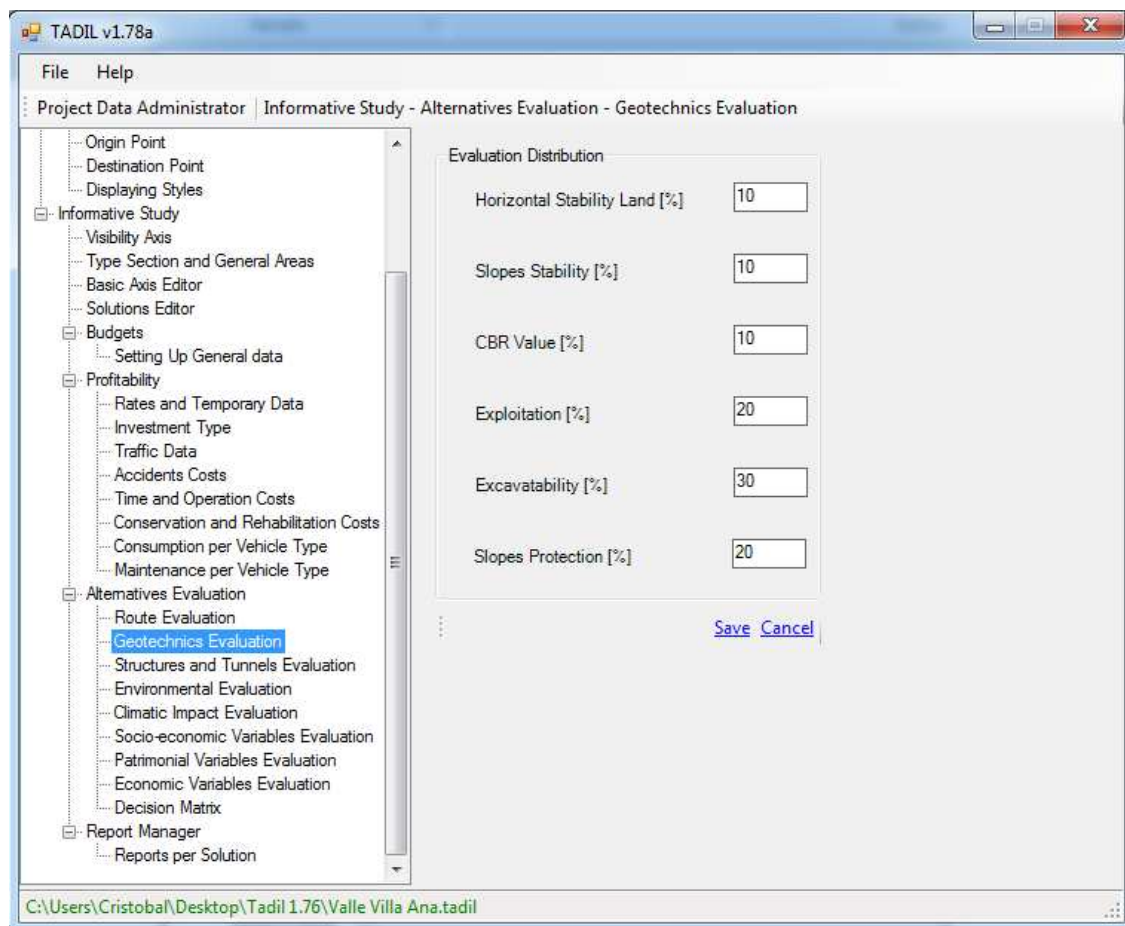 TADIL v1.78a
File Help
Project Data Administrator Informative Study - Alternatives Evaluation - Geotechnics Evaluation
Origin Point
Destination Point
Displaying Styles
Informative Study
Visibility Axis
Type Section and General Areas
Basic Axis Editor
Solutions Editor
Budgets
Setting Up General data
Profitability
Rates and Temporary Data
Investment Type
Traffic Data
Accidents Costs
Time and Operation Costs
Conservation and Rehabilitation Costs
Consumption per Vehicle Type
Maintenance per Vehicle Type
Alternatives Evaluation
Route Evaluation
Geotechnics Evaluation
Structures and Tunnels Evaluation
Environmental Evaluation
Climatic Impact Evaluation
Socio-economic Variables Evaluation
Patrimonial Variables Evaluation
Economic Variables Evaluation
Decision Matrix
Report Manager
Reports per Solution
Evaluation Distribution
Horizontal Stability Land [%] 10
Slopes Stability [%] 10
CBR Value [%] 10
Exploitation [%] 20
Excavatability [%] 30
Slopes Protection [%] 20
Save Cancel
C:\Users\Cristobal\Desktop\Tadil 1.76\Valle Villa Ana.tadil